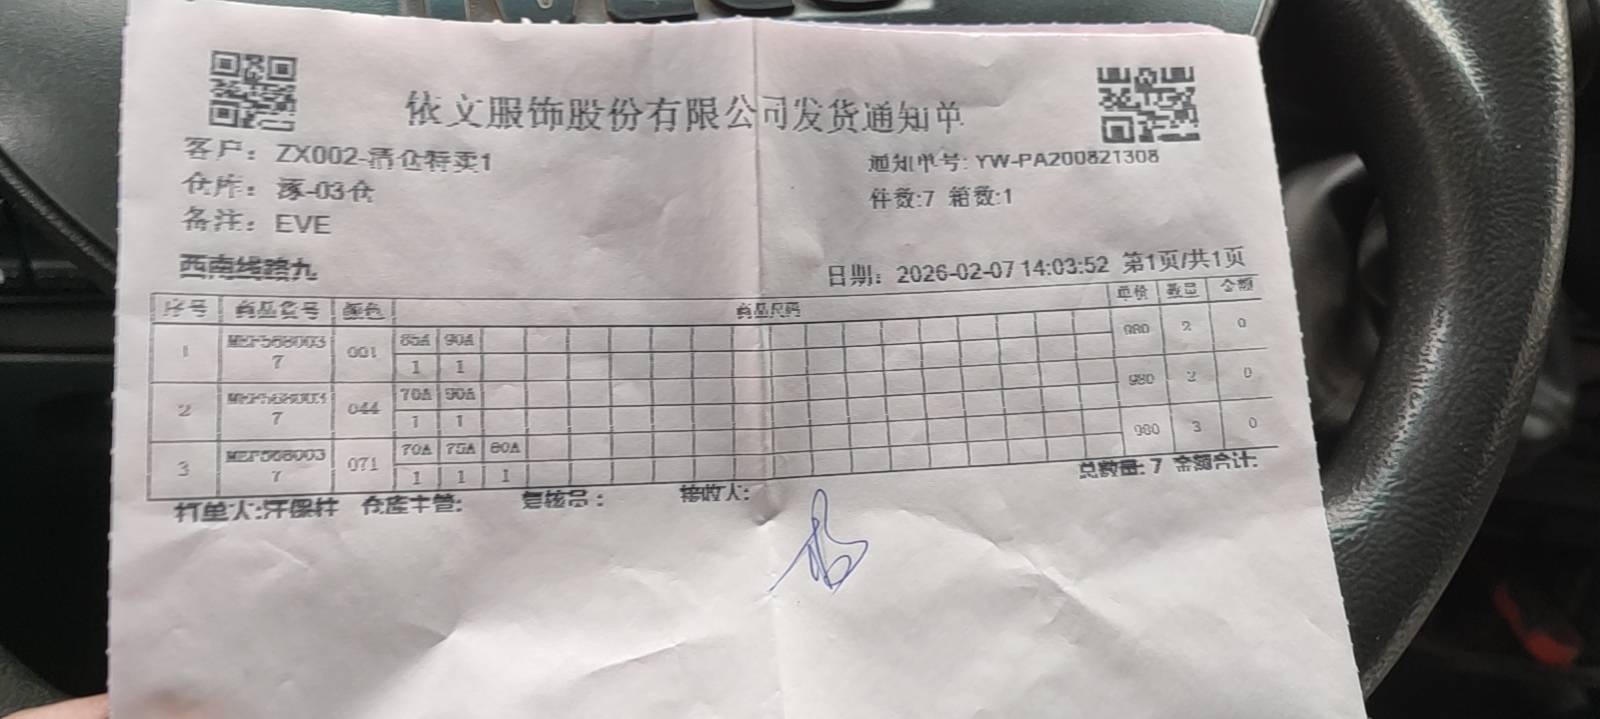 依文服饰股份有限公司发货通知单
客户：ZX002-清仓特卖1
通知单号: YW-PA200821308
仓库：涿-03仓
件数:7 箱数:1
备注：EVE
西南线路九
日期：2026-02-07 14:03:52 第1页/共1页
序号 商品货号 颜色 商品尺码 单价 数量 金额
1 001 85A 90A 980 2 0
7 1 1
2 044 70A 90A 980 2 0
7 1 1
3 071 70A 75A 80A 980 3 0
7 1 1 1
总数量: 7 金额合计:
打单人: 仓库主管: 复核员： 接收人: